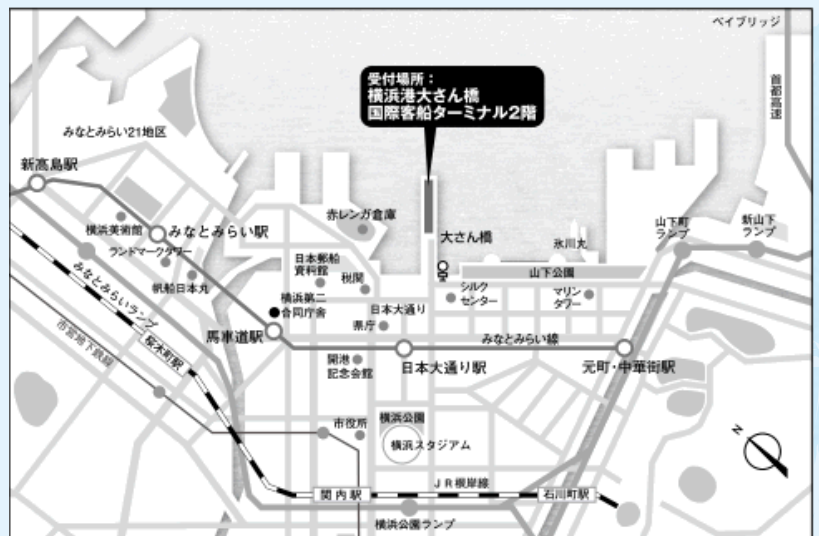 ベイブリッジ
首都高速
受付場所：
横浜港大さん橋
国際客船ターミナル2階
みなとみらい21地区
新高島駅
横浜美術館
みなとみらい駅
ランドマークタワー
帆船日本丸
みなとみらいランプ
桜木町駅
市営地下鉄線
赤レンガ倉庫
日本郵船
資料館
税関
横浜第二
合同庁舎
馬車道駅
日本大通り
県庁
開港
記念会館
大さん橋
氷川丸
山下公園
シルク
センター
マリン
タワー
山下町
ランプ
新山下
ランプ
みなとみらい線
日本大通り駅
元町・中華街駅
市役所
横浜公園
横浜スタジアム
JR根岸線
関内駅
石川町駅
横浜公園ランプ
N